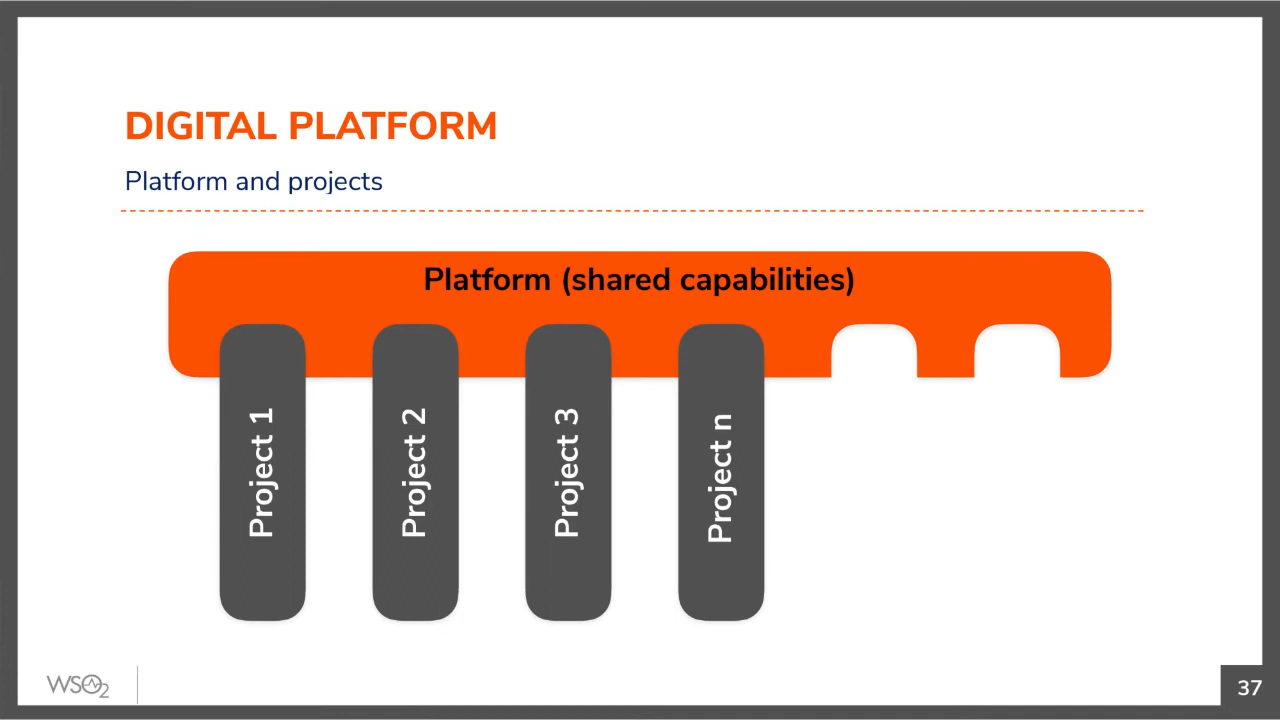 DIGITAL PLATFORM
Platform and projects
Platform (shared capabilities)
Project 1
Project 2
Project 3
Project n
WSO2
37